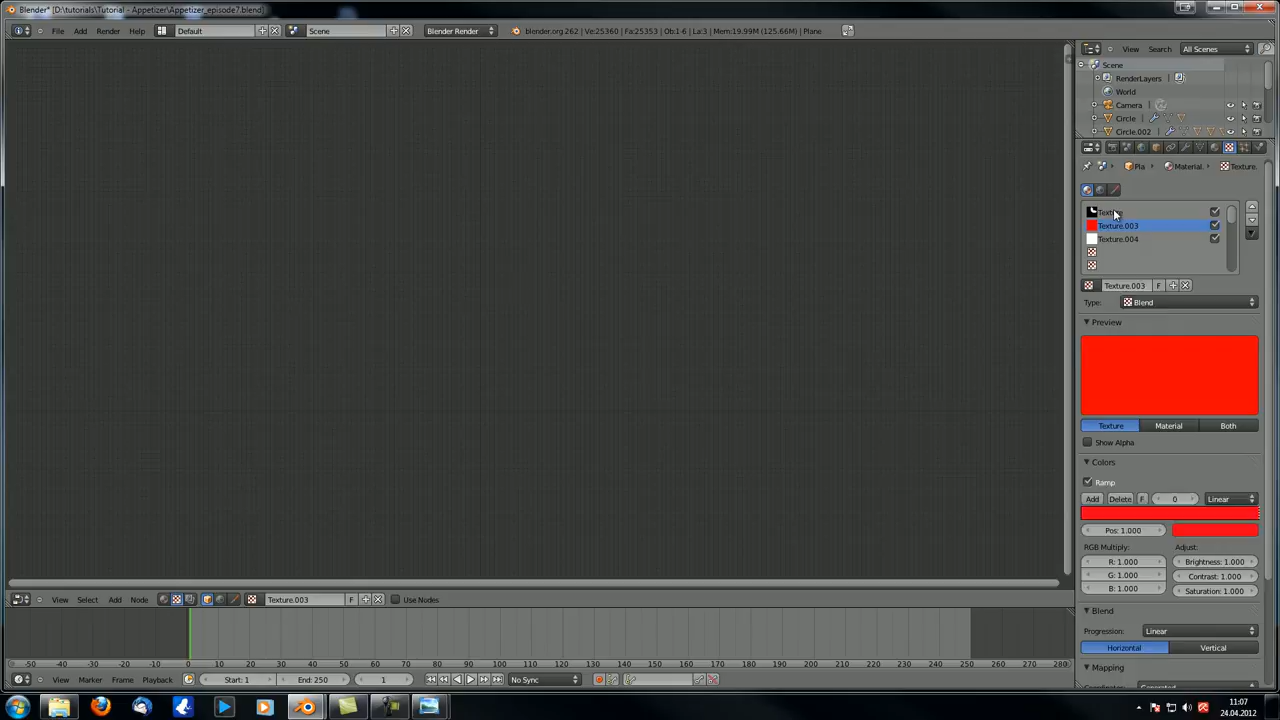 Blender* [D:\tutorials\Tutorial - Appetizer\Appetizer_episode7.blend]
File Add Render Help Default Scene Blender Render blender.org 262 | Ve:25360 | Fa:25353 | Ob:1-6 | La:3 | Mem:19.99M (125.66M) | Plane
View Search All Scenes
Scene
RenderLayers
World
Camera
Circle
Circle.002
Pla Material. Texture.
Texture
Texture.003
Texture.004
Texture.003 F
Type: Blend
Preview
Texture Material Both
Show Alpha
Colors
Ramp
Add Delete F 0 Linear
Pos: 1.000
RGB Multiply: Adjust:
R: 1.000 Brightness: 1.000
G: 1.000 Contrast: 1.000
B: 1.000 Saturation: 1.000
Blend
Progression: Linear
Horizontal Vertical
Mapping
View Select Add Node Texture.003 F Use Nodes
-50 -40 -30 -20 -10 0 10 20 30 40 50 60 70 80 90 100 110 120 130 140 150 160 170 180 190 200 210 220 230 240 250 260 270 280
View Marker Frame Playback Start: 1 End: 250 1 No Sync
11:07
24.04.2012